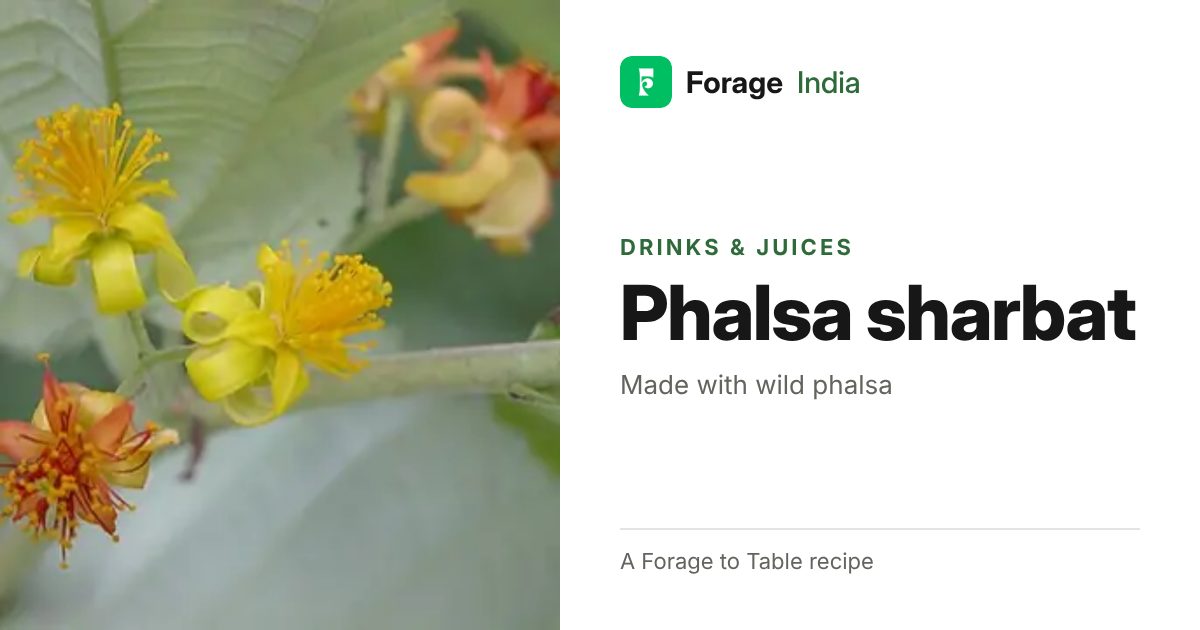 Forage India
DRINKS & JUICES
Phalsa sharbat
Made with wild phalsa
A Forage to Table recipe